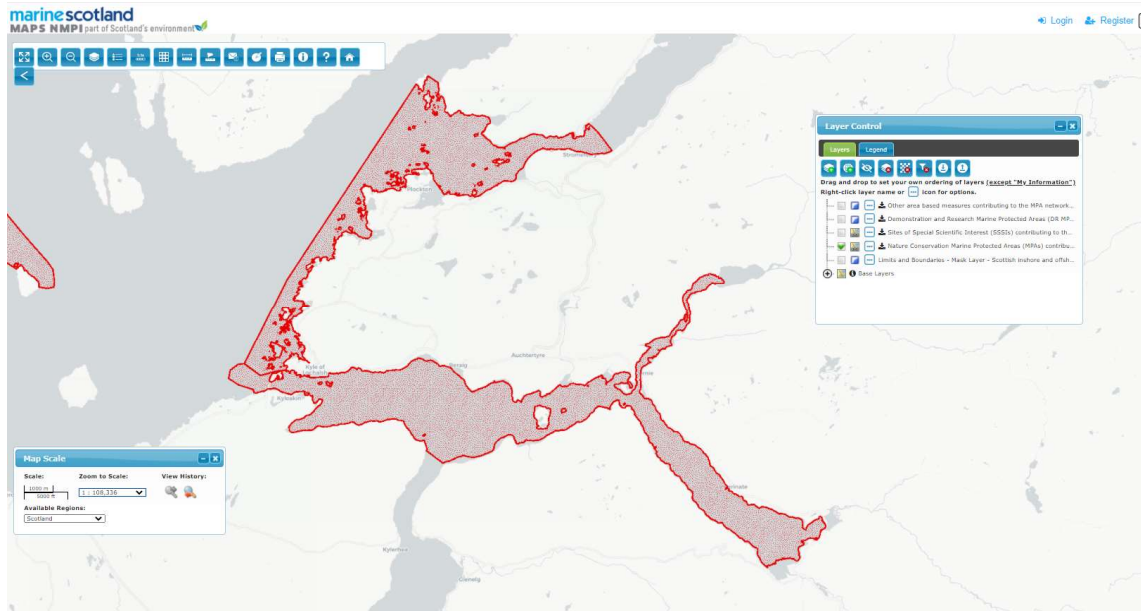 marinescotland
MAPS NMPI part of Scotland's environment
Login
Register
Stromeferry
Plockton
Auchtertyre
Kyle of
Kyleakin
Kylerhea
Glenelg
Layer Control
Layers
Legend
Drag and drop to set your own ordering of layers (except "My Information")
Right-click layer name or icon for options.
Other area based measures contributing to the MPA network...
Demonstration and Research Marine Protected Areas (DR MP...
Sites of Special Scientific Interest (SSSIs) contributing to th...
Nature Conservation Marine Protected Areas (MPAs) contribu...
Limits and Boundaries - Mask Layer - Scottish inshore and offsh...
Base Layers
Map Scale
Scale:
Zoom to Scale:
View History:
1000 m
5000 ft
1 : 108,336
Available Regions:
Scotland